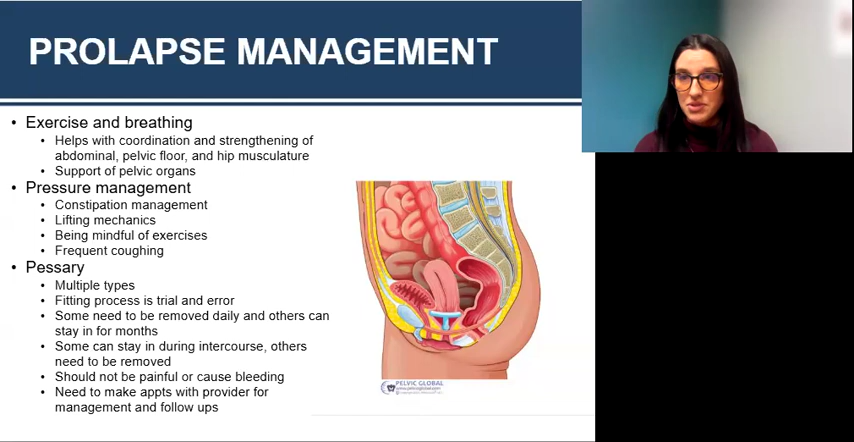 PROLAPSE MANAGEMENT
• Exercise and breathing
• Helps with coordination and strengthening of
abdominal, pelvic floor, and hip musculature
• Support of pelvic organs
• Pressure management
• Constipation management
• Lifting mechanics
• Being mindful of exercises
• Frequent coughing
• Pessary
• Multiple types
• Fitting process is trial and error
• Some need to be removed daily and others can
stay in for months
• Some can stay in during intercourse, others
need to be removed
• Should not be painful or cause bleeding
• Need to make appts with provider for
management and follow ups
PELVIC GLOBAL
www.pelvicglobal.com